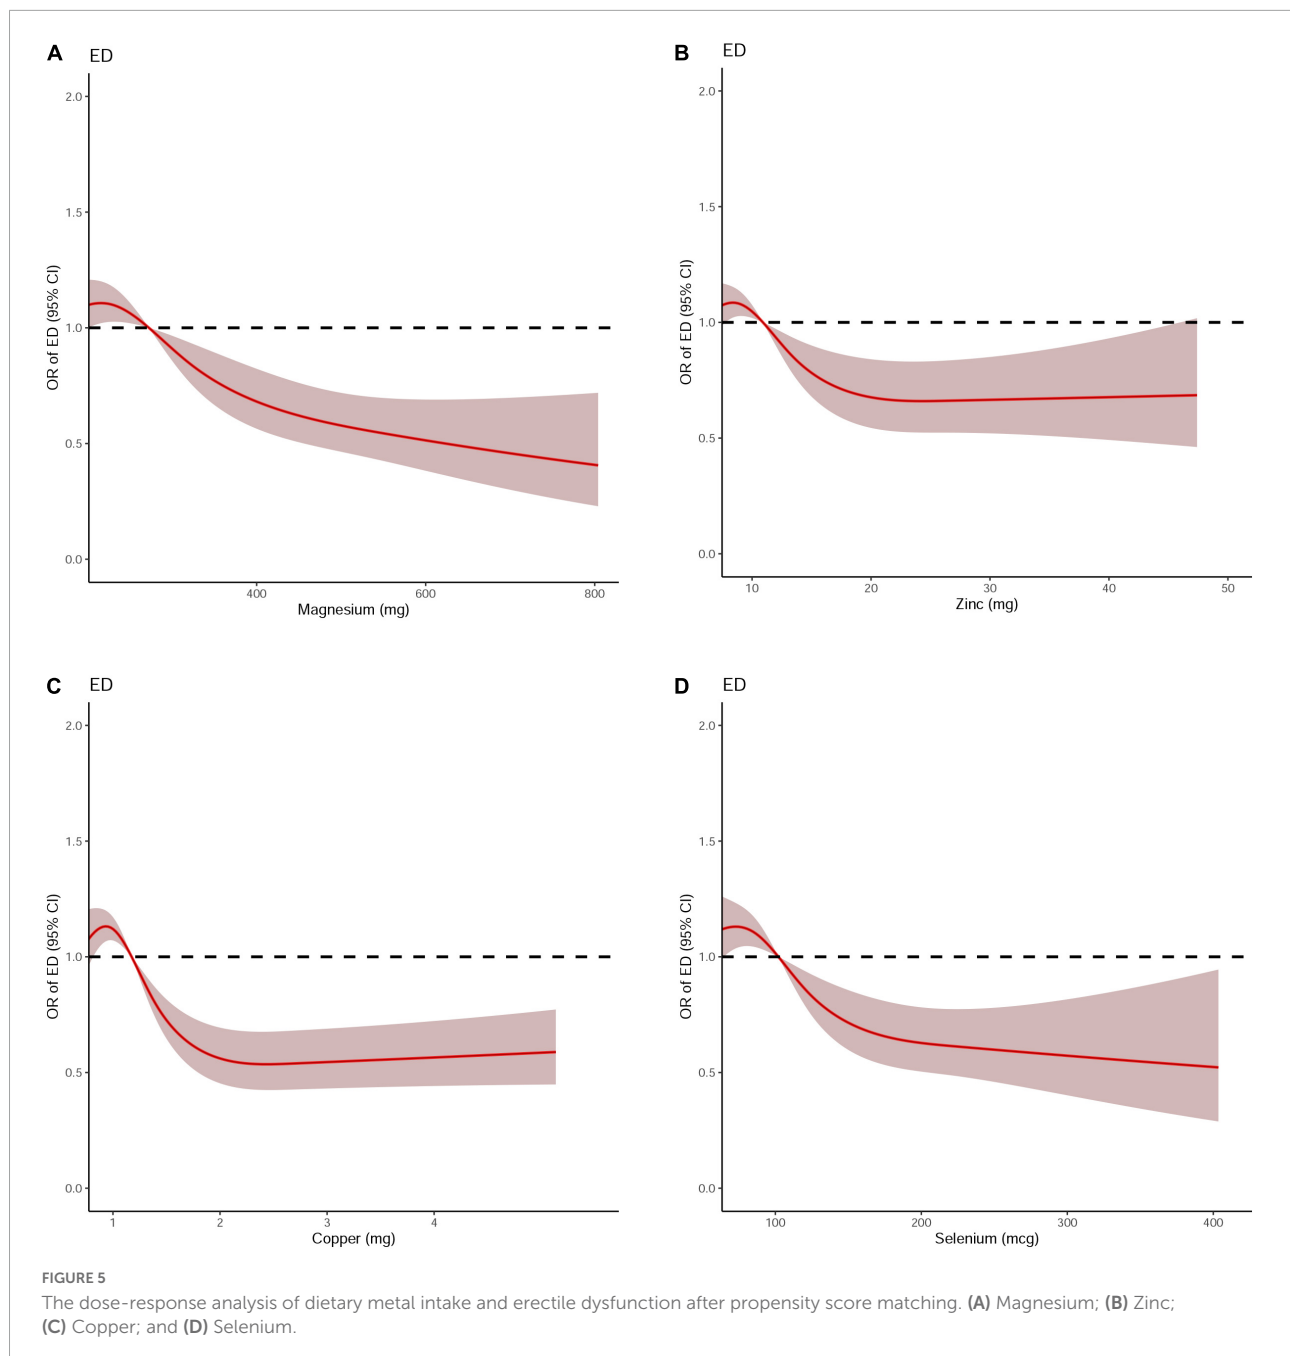 A ED
2.0
1.5
1.0
0.5
0.0
OR of ED (95% CI)
400 600 800
Magnesium (mg)
B ED
2.0
1.5
1.0
0.5
0.0
OR of ED (95% CI)
10 20 30 40 50
Zinc (mg)
C ED
2.0
1.5
1.0
0.5
0.0
OR of ED (95% CI)
1 2 3 4
Copper (mg)
D ED
2.0
1.5
1.0
0.5
0.0
OR of ED (95% CI)
100 200 300 400
Selenium (mcg)
FIGURE 5
The dose-response analysis of dietary metal intake and erectile dysfunction after propensity score matching. (A) Magnesium; (B) Zinc;
(C) Copper; and (D) Selenium.